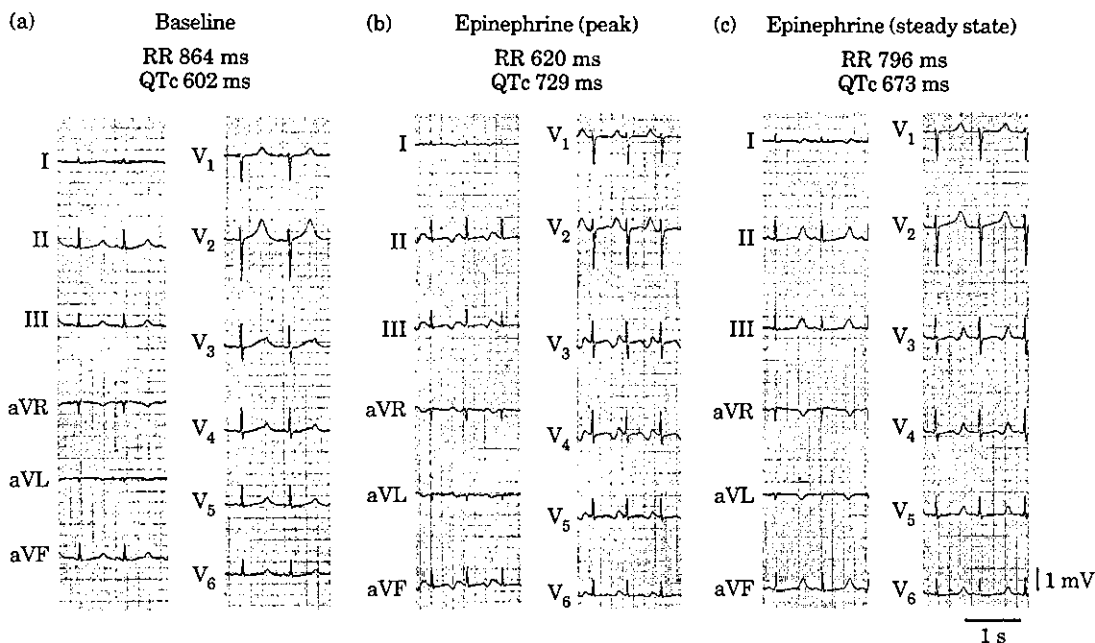 (a) Baseline
RR 864 ms
QTc 602 ms
I
II
III
aVR
aVL
aVF
V1
V2
V3
V4
V5
V6
(b) Epinephrine (peak)
RR 620 ms
QTc 729 ms
I
II
III
aVR
aVL
aVF
V1
V2
V3
V4
V5
V6
(c) Epinephrine (steady state)
RR 796 ms
QTc 673 ms
I
II
III
aVR
aVL
aVF
V1
V2
V3
V4
V5
V6
1 mV
1 s